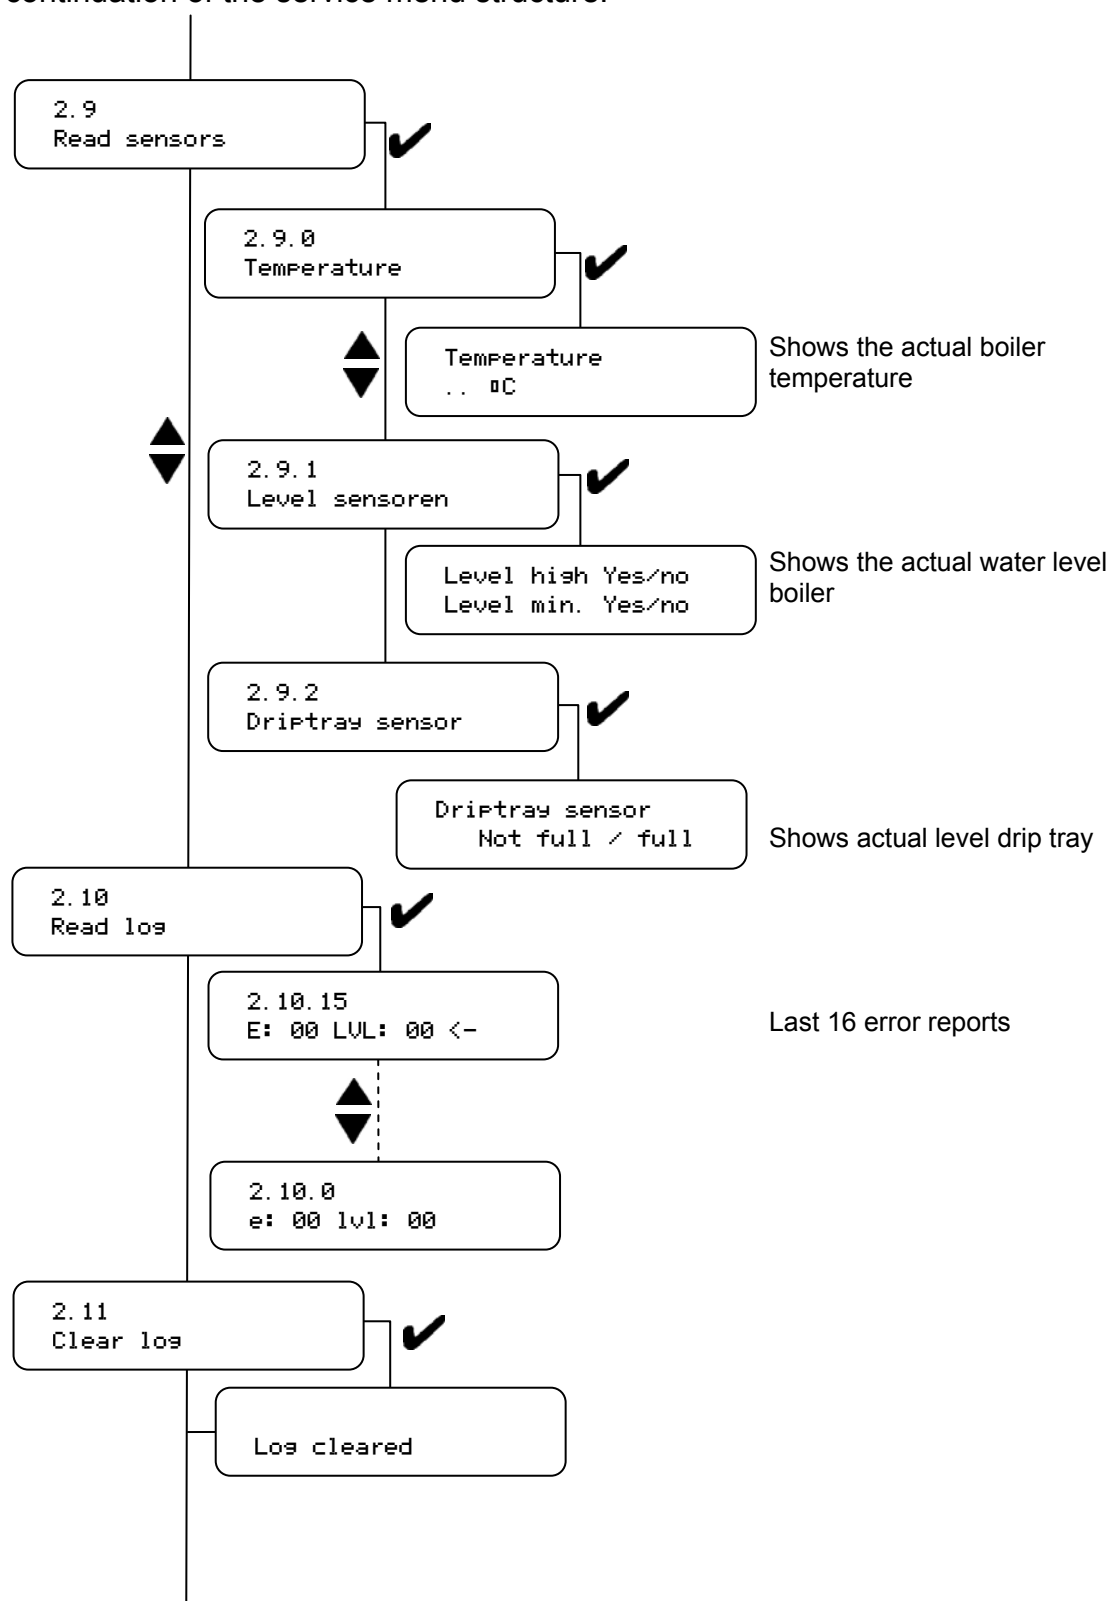 continuation of the service menu structure:
2.9
Read sensors
2.9.0
Temperature
Temperature
.. °C
Shows the actual boiler
temperature
2.9.1
Level sensoren
Level high Yes/no
Level min. Yes/no
Shows the actual water level
boiler
2.9.2
Driptray sensor
Driptray sensor
Not full / full
Shows actual level drip tray
2.10
Read log
2.10.15
E: 00 LVL: 00 <-
Last 16 error reports
2.10.0
e: 00 lvl: 00
2.11
Clear log
Log cleared